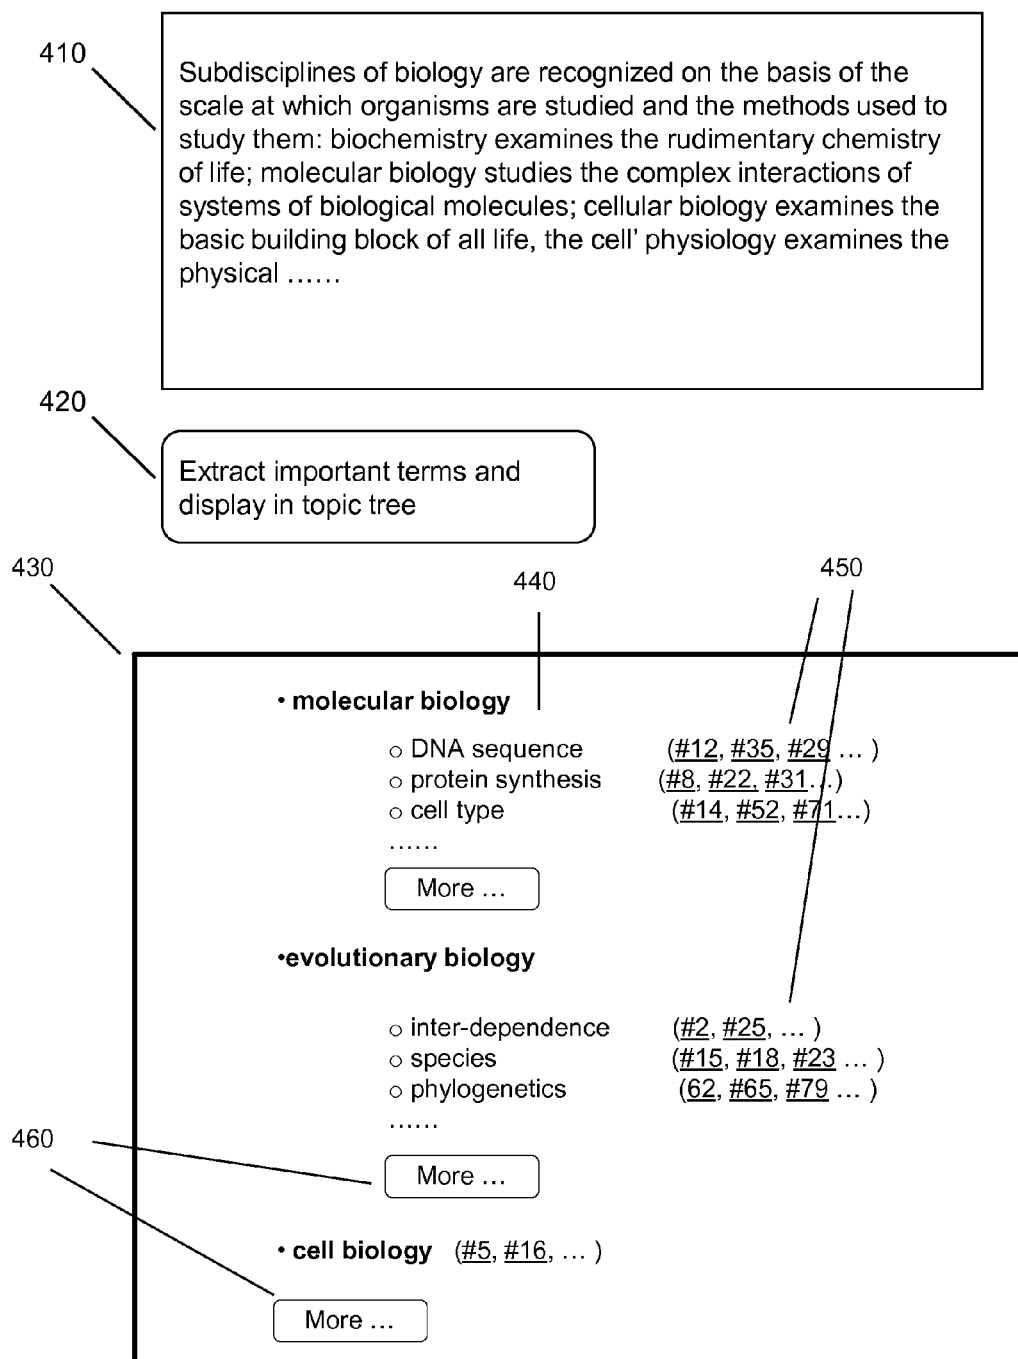 410
Subdisciplines of biology are recognized on the basis of the
scale at which organisms are studied and the methods used to
study them: biochemistry examines the rudimentary chemistry
of life; molecular biology studies the complex interactions of
systems of biological molecules; cellular biology examines the
basic building block of all life, the cell’ physiology examines the
physical ……
420
Extract important terms and
display in topic tree
430
440
450
• molecular biology
o DNA sequence (#12, #35, #29 … )
o protein synthesis (#8, #22, #31…)
o cell type (#14, #52, #71…)
……
More …
•evolutionary biology
o inter-dependence (#2, #25, … )
o species (#15, #18, #23 … )
o phylogenetics (62, #65, #79 … )
……
460
More …
• cell biology (#5, #16, … )
More …